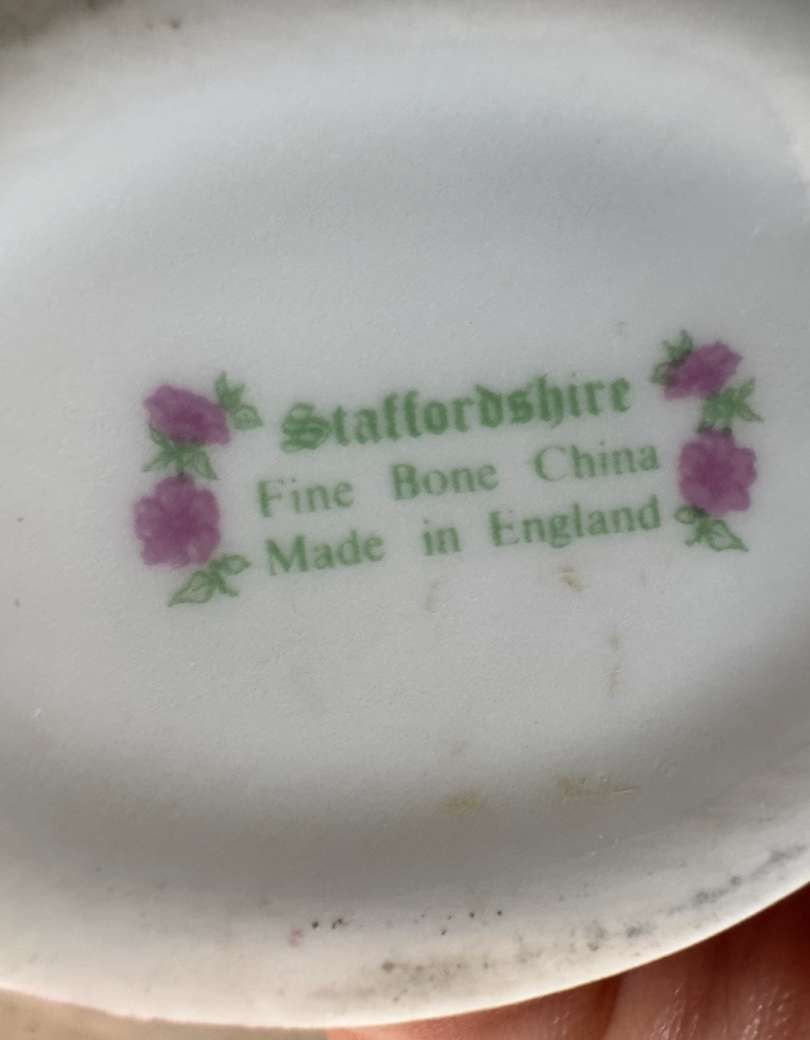 Staffordshire
Fine Bone China
Made in England